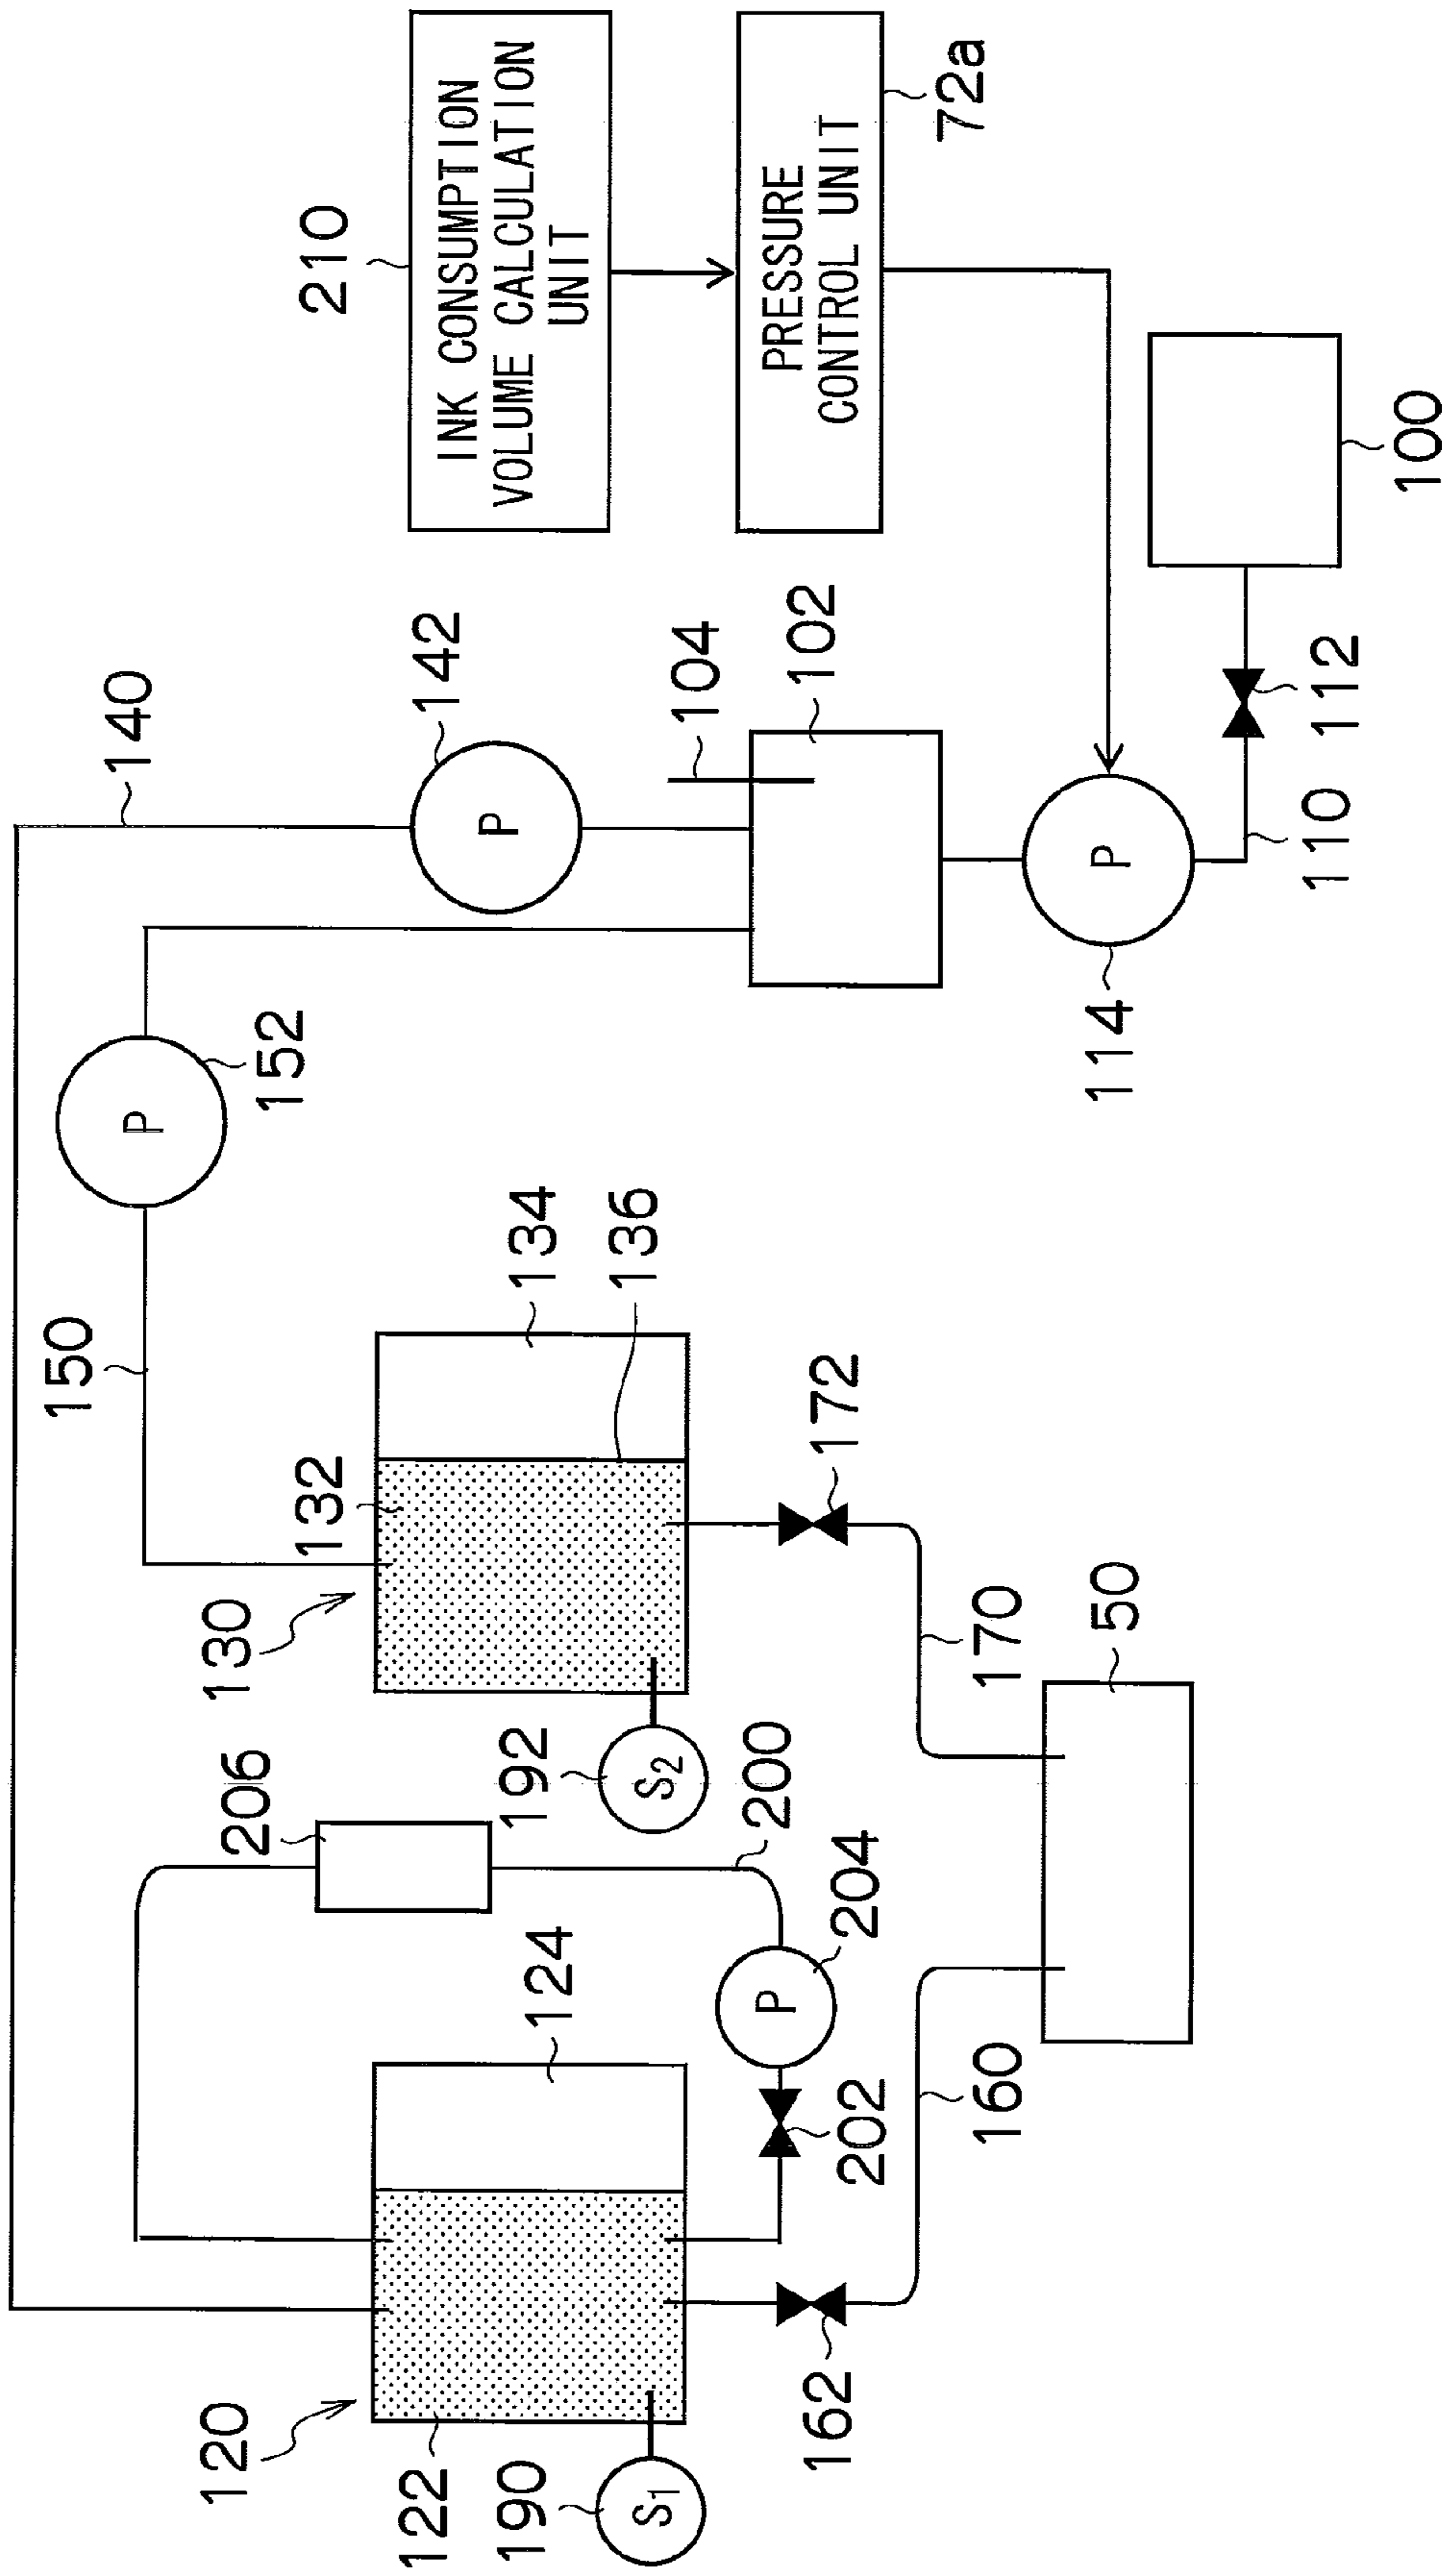 150
140
P
120
130
206
152
132
210
122
142
INK CONSUMPTION
VOLUME CALCULATION
UNIT
P
190
192
124
134
136
S1
S2
104
200
P
102
162
202
204
172
PRESSURE
CONTROL UNIT
72a
160
170
50
P
114
110
112
100